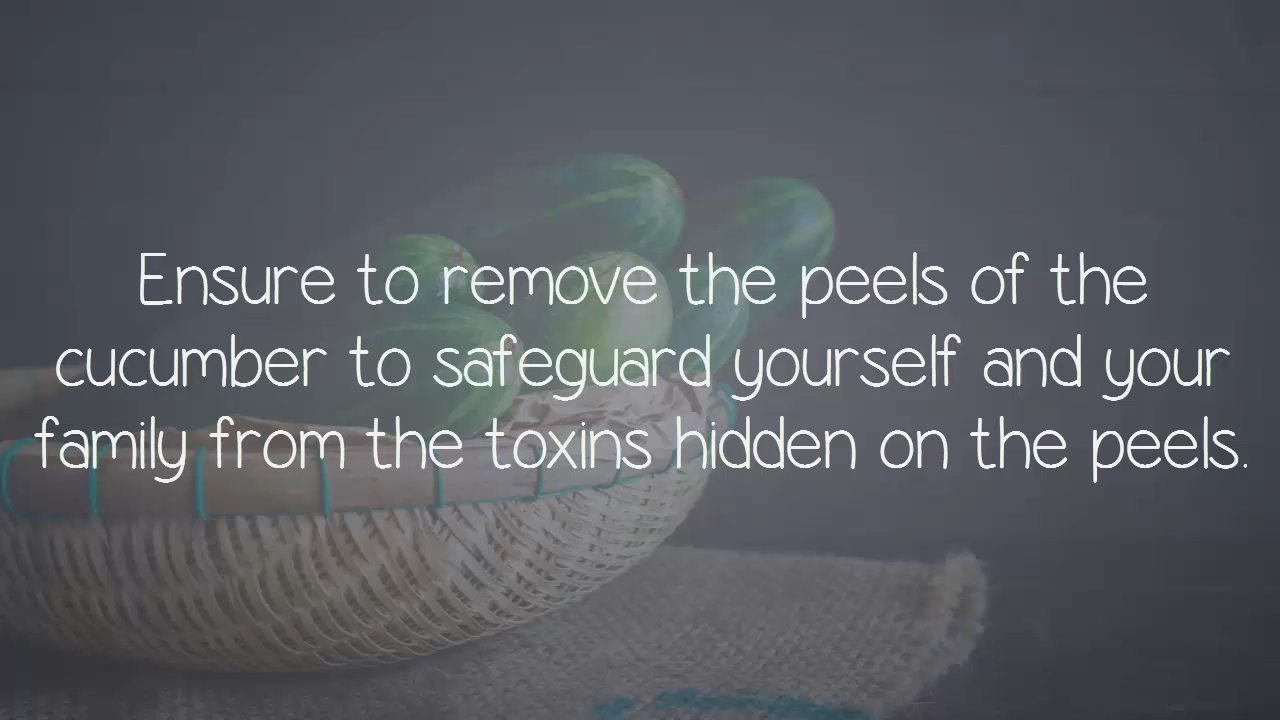 Ensure to remove the peels of the
cucumber to safeguard yourself and your
family from the toxins hidden on the peels.